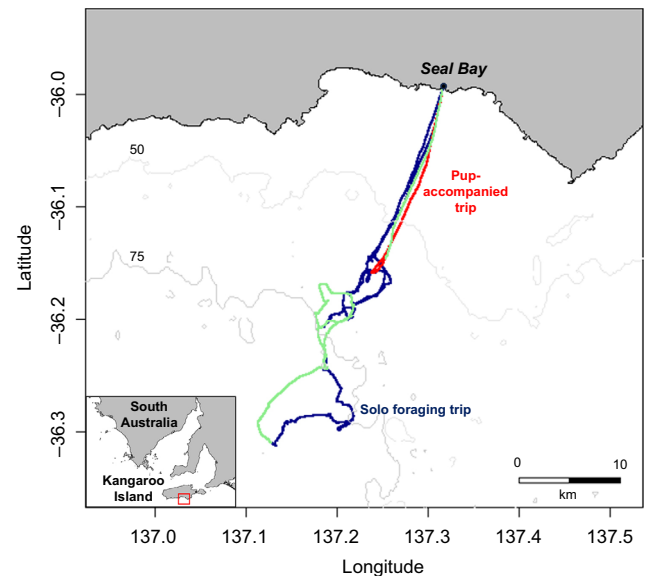 Seal Bay
−36.0
50
Pup-
accompanied
trip
−36.1
75
Latitude
−36.2
Solo foraging trip
−36.3
South
Australia
Kangaroo
Island
0
10
km
137.0
137.1
137.2
137.3
137.4
137.5
Longitude